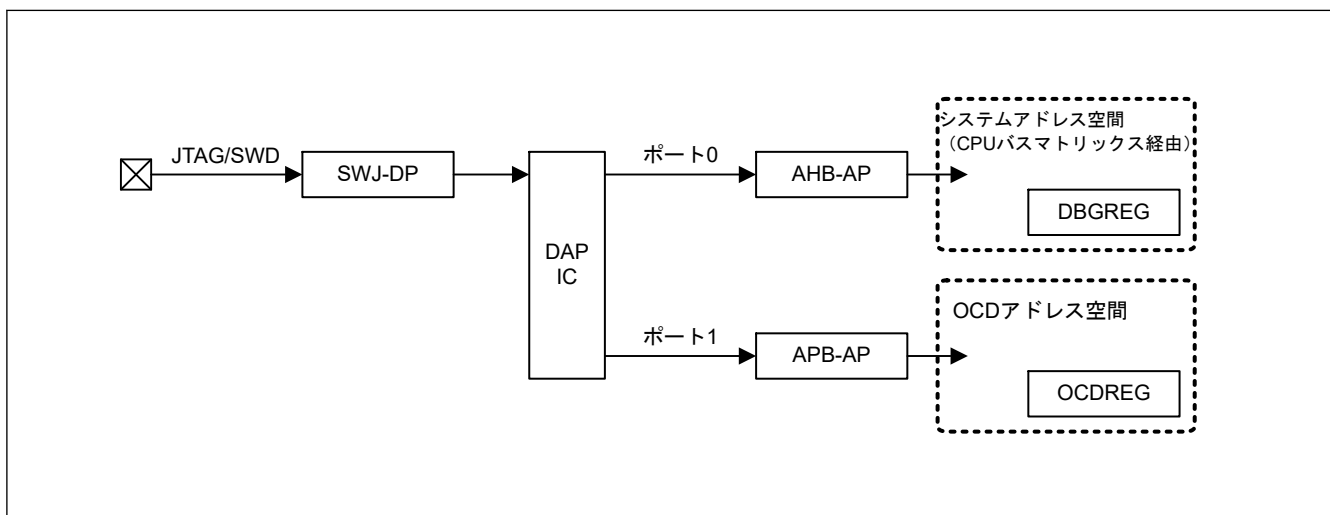 JTAG/SWD
SWJ-DP
DAP
IC
ポート0
AHB-AP
システムアドレス空間
（CPUバスマトリックス経由）
DBGREG
ポート1
APB-AP
OCDアドレス空間
OCDREG